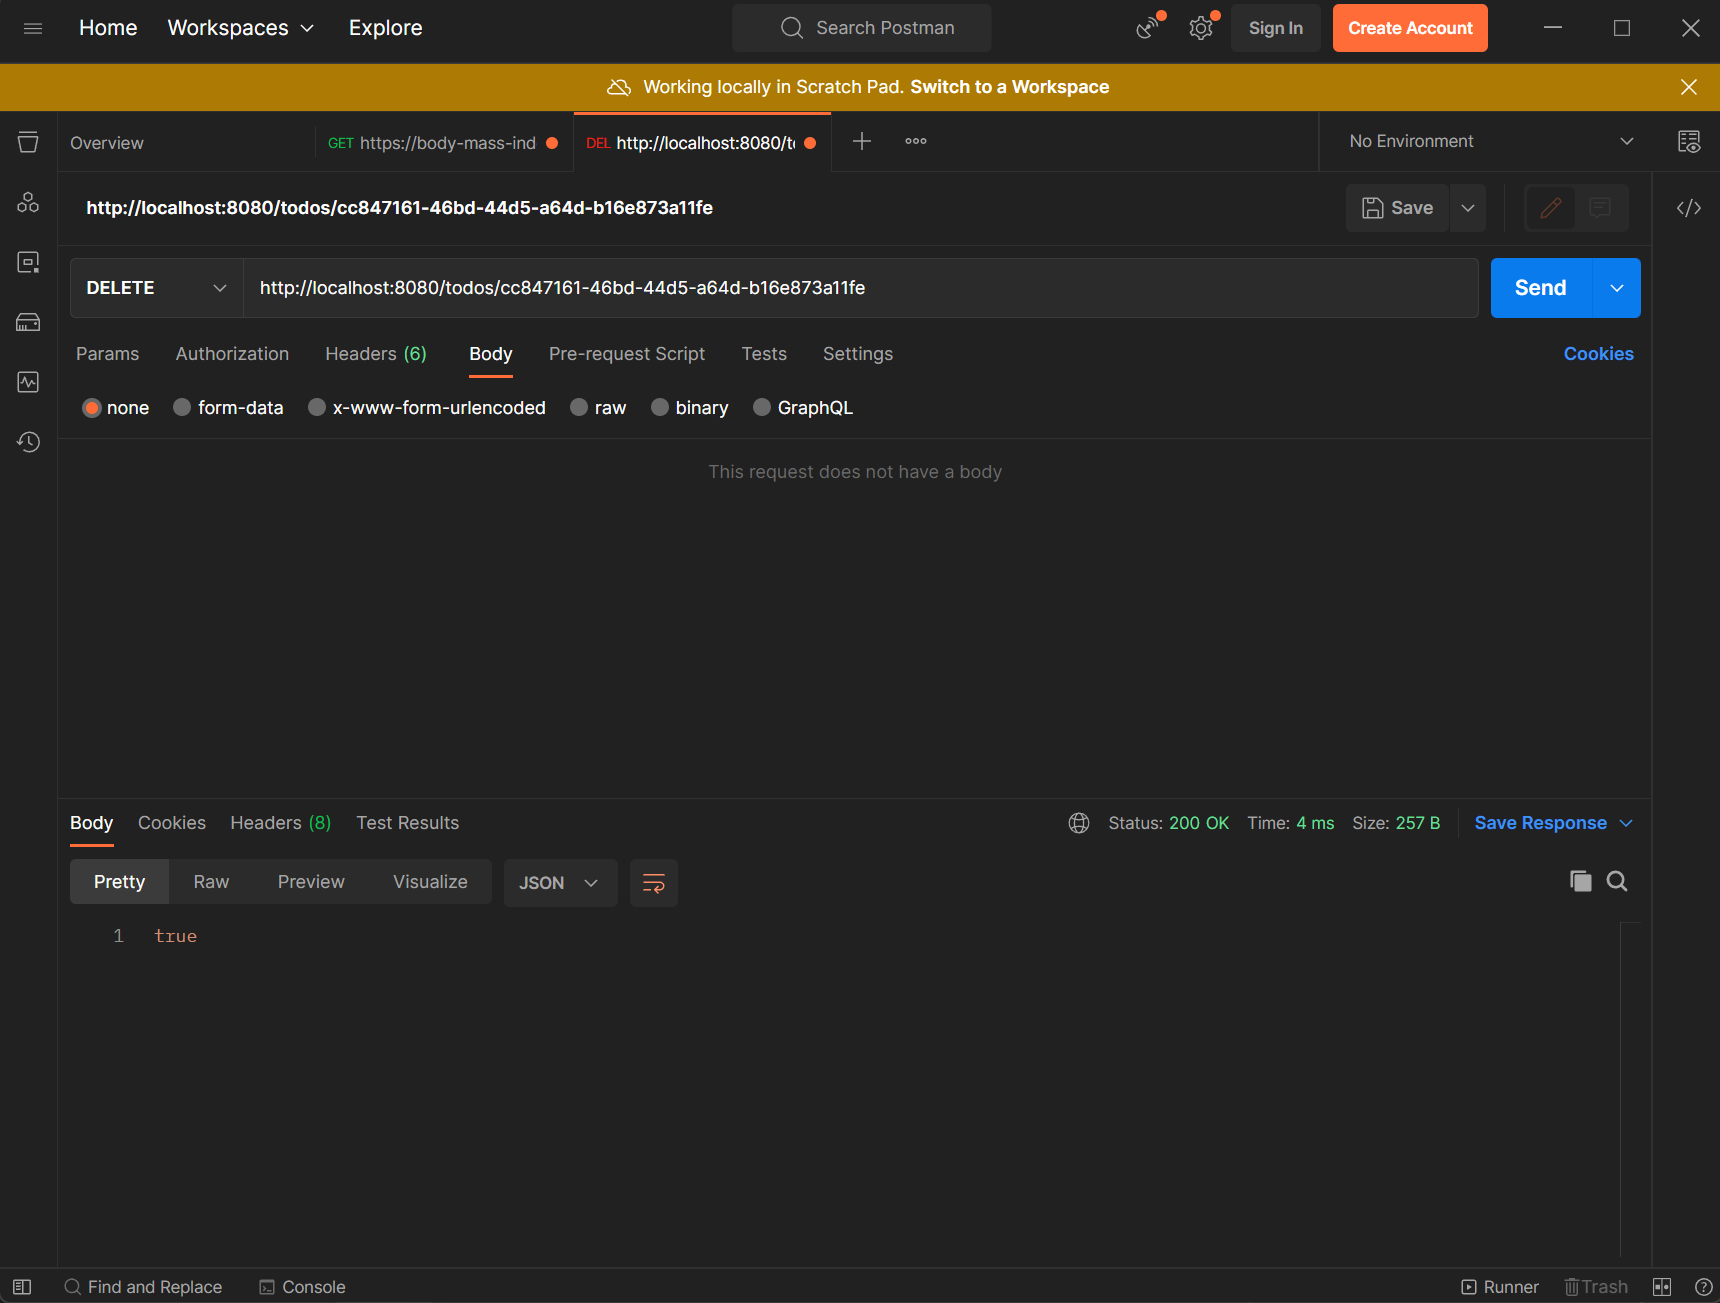 Home Workspaces Explore Search Postman Sign In Create Account
Working locally in Scratch Pad. Switch to a Workspace
Overview GET https://body-mass-ind DEL http://localhost:8080/t No Environment
http://localhost:8080/todos/cc847161-46bd-44d5-a64d-b16e873a11fe Save
DELETE http://localhost:8080/todos/cc847161-46bd-44d5-a64d-b16e873a11fe Send
Params Authorization Headers (6) Body Pre-request Script Tests Settings Cookies
none form-data x-www-form-urlencoded raw binary GraphQL
This request does not have a body
Body Cookies Headers (8) Test Results Status: 200 OK Time: 4 ms Size: 257 B Save Response
Pretty Raw Preview Visualize JSON
1 true
Find and Replace Console Runner Trash